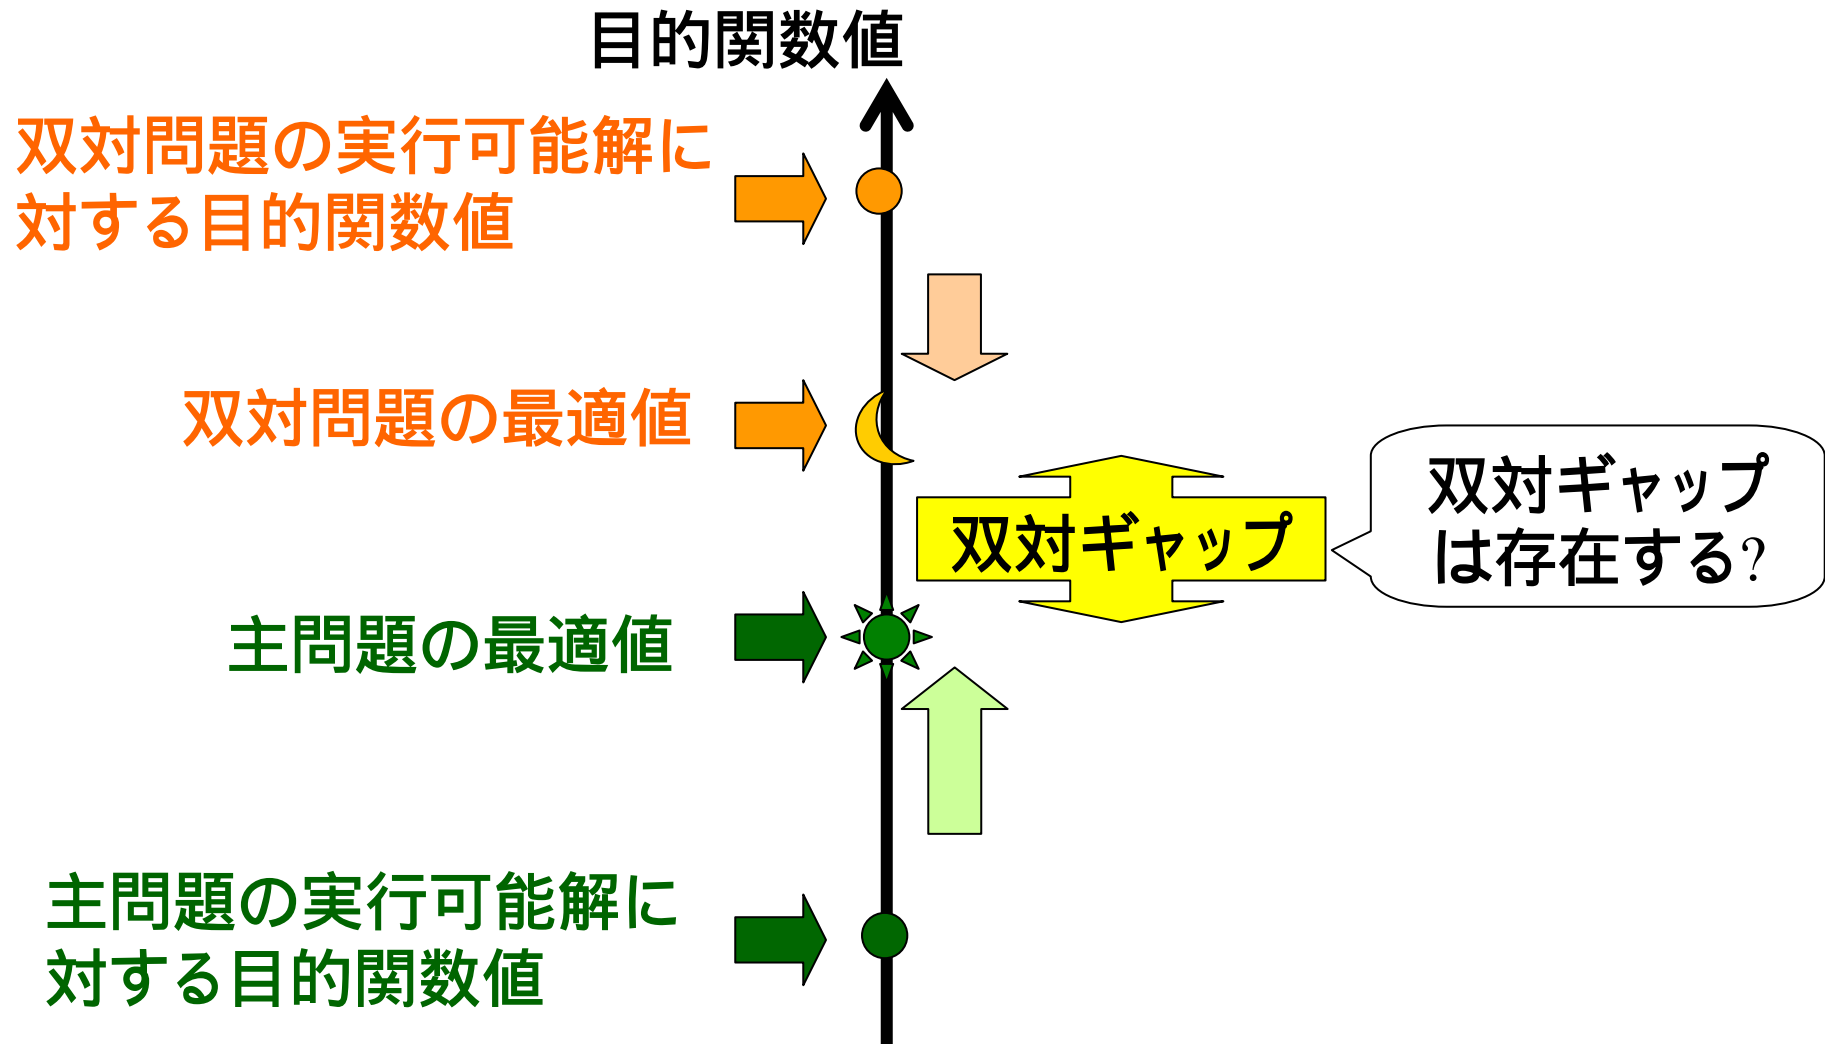 目的関数値
双対問題の実行可能解に
対する目的関数値
双対問題の最適値
双対ギャップ
双対ギャップ
は存在する?
主問題の最適値
主問題の実行可能解に
対する目的関数値